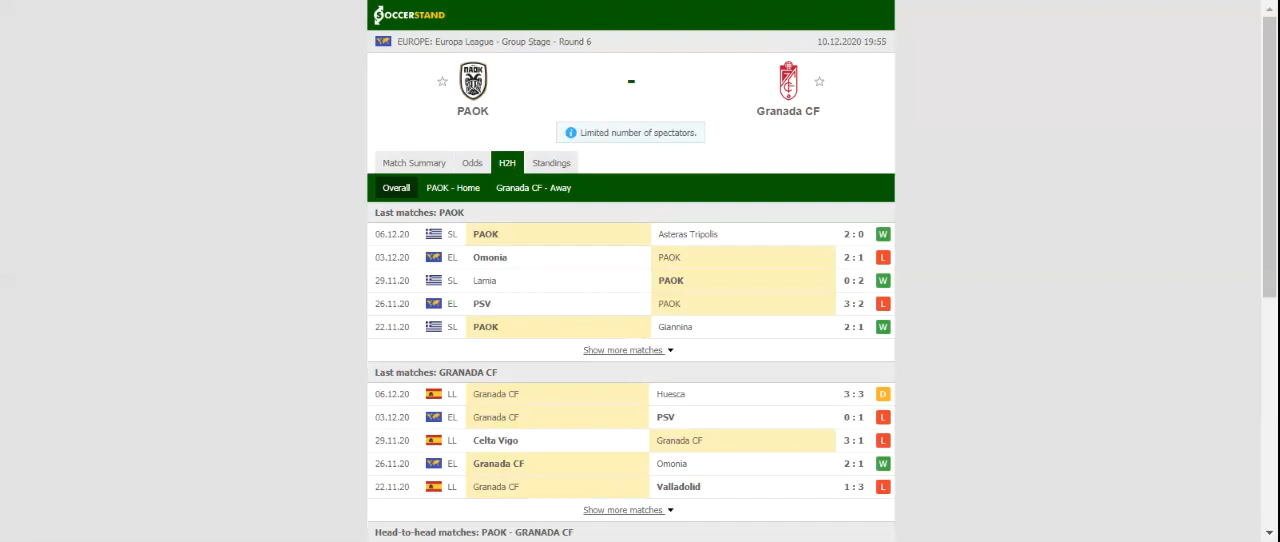 SOCCERSTAND
EUROPE: Europa League - Group Stage - Round 6 10.12.2020 19:55
ΠΑΟΚ
-
PAOK Granada CF
Limited number of spectators.
Match Summary Odds H2H Standings
Overall PAOK - Home Granada CF - Away
Last matches: PAOK
06.12.20 SL PAOK Asteras Tripolis 2 : 0 W
03.12.20 EL Omonia PAOK 2 : 1 L
29.11.20 SL Lamia PAOK 0 : 2 W
26.11.20 EL PSV PAOK 3 : 2 L
22.11.20 SL PAOK Giannina 2 : 1 W
Show more matches
Last matches: GRANADA CF
06.12.20 LL Granada CF Huesca 3 : 3 D
03.12.20 EL Granada CF PSV 0 : 1 L
29.11.20 LL Celta Vigo Granada CF 3 : 1 L
26.11.20 EL Granada CF Omonia 2 : 1 W
22.11.20 LL Granada CF Valladolid 1 : 3 L
Show more matches
Head-to-head matches: PAOK - GRANADA CF